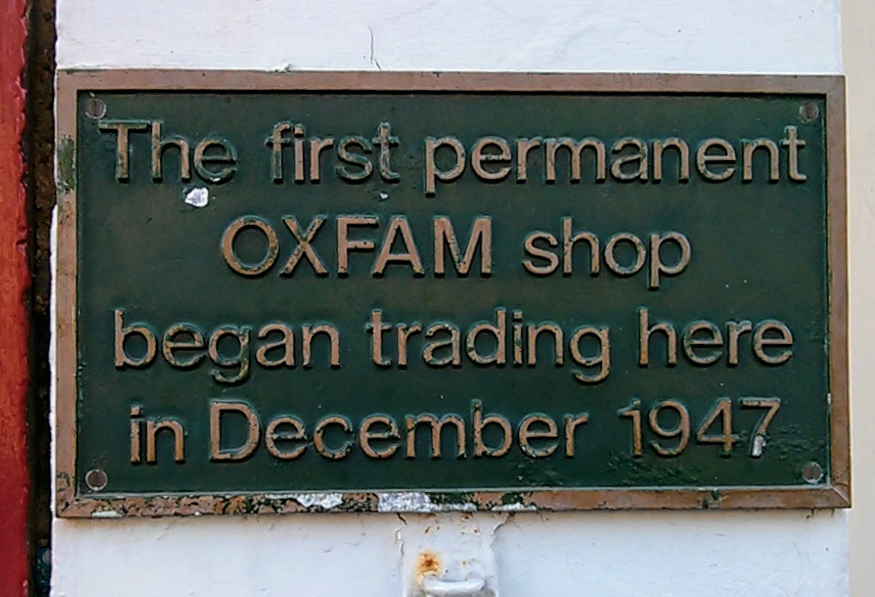 The first permanent
OXFAM shop
began trading here
in December 1947